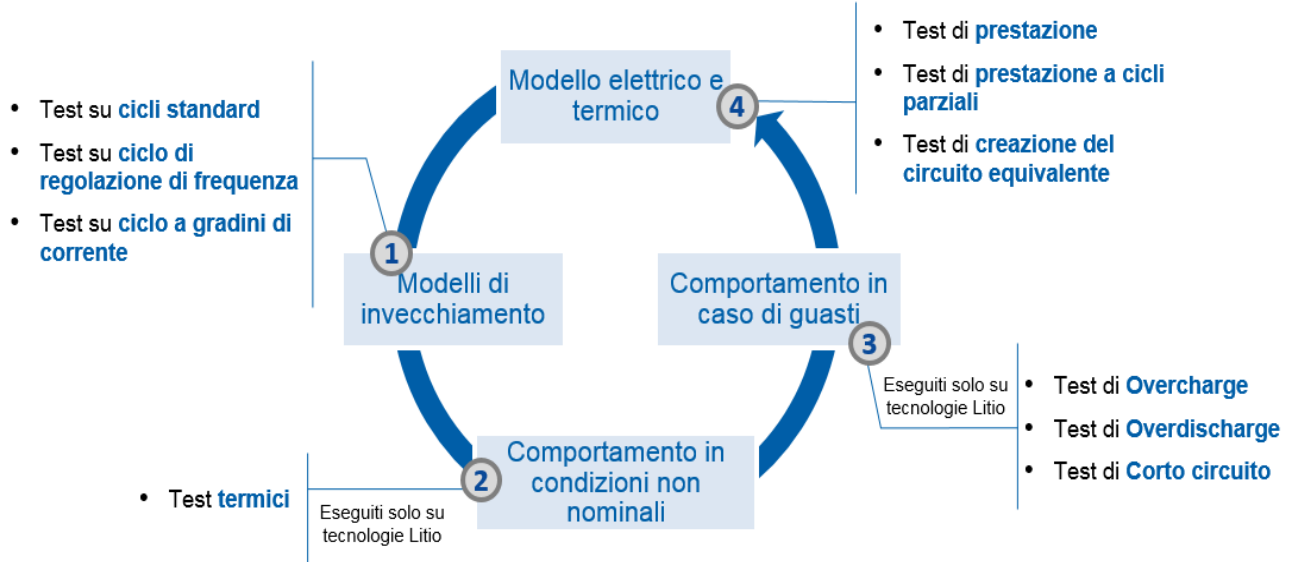 • Test su cicli standard
• Test su ciclo di
regolazione di frequenza
• Test su ciclo a gradini di
corrente
1
Modelli di
invecchiamento
• Test termici
Eseguiti solo su
tecnologie Litio
2
Comportamento in
condizioni non
nominali
3
Comportamento in
caso di guasti
Eseguiti solo su
tecnologie Litio
• Test di Overcharge
• Test di Overdischarge
• Test di Corto circuito
Modello elettrico e
termico
4
• Test di prestazione
• Test di prestazione a cicli
parziali
• Test di creazione del
circuito equivalente